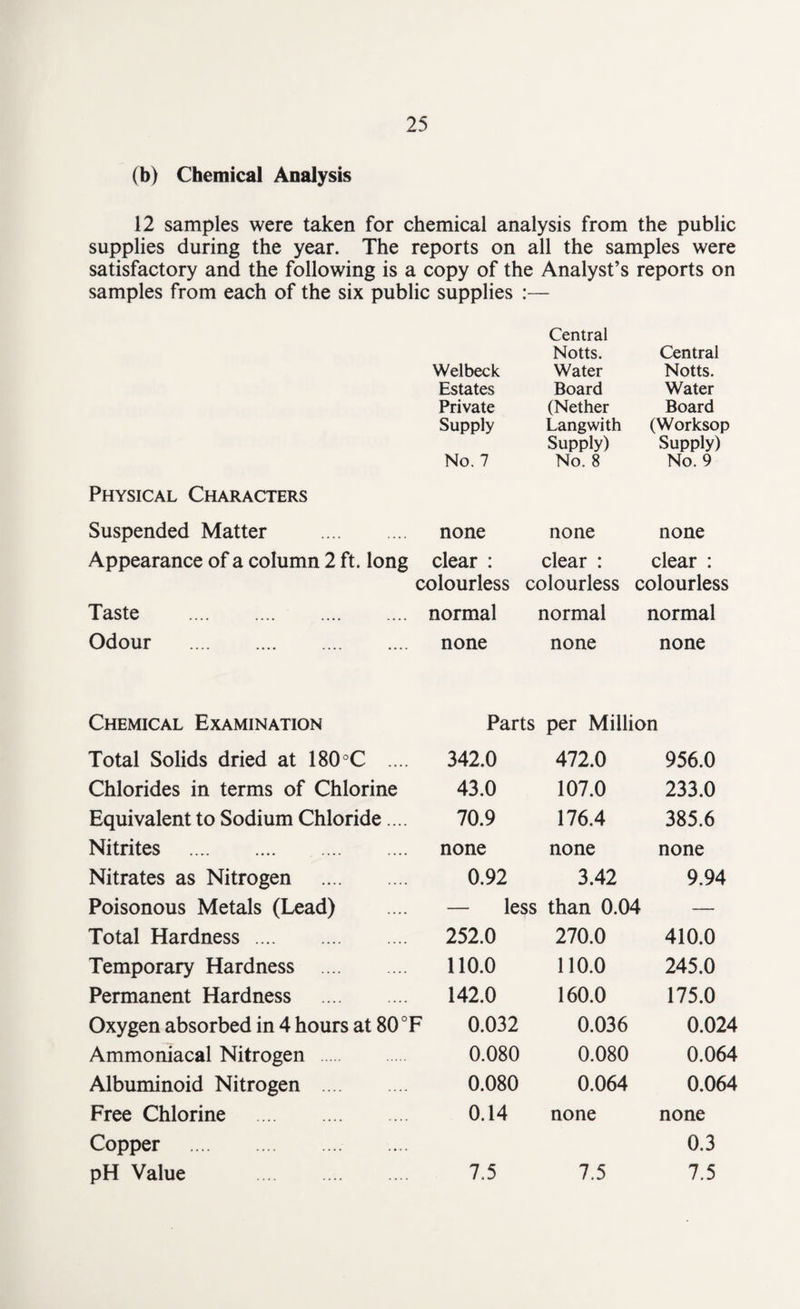 25
(b) Chemical Analysis
12 samples were taken for chemical analysis from the public
supplies during the year. The reports on all the samples were
satisfactory and the following is a copy of the Analyst's reports on
samples from each of the six public supplies :—
Central
Notts. Central
Welbeck Water Notts.
Estates Board Water
Private (Nether Board
Supply Langwith (Worksop
Supply) Supply)
No. 7 No. 8 No. 9
PHYSICAL CHARACTERS
Suspended Matter .... .... none none none
Appearance of a column 2 ft. long clear : clear : clear :
colourless colourless colourless
Taste .... .... .... .... normal normal normal
Odour .... .... .... .... none none none
CHEMICAL EXAMINATION Parts per Million
Total Solids dried at 180°C .... 342.0 472.0 956.0
Chlorides in terms of Chlorine 43.0 107.0 233.0
Equivalent to Sodium Chloride .... 70.9 176.4 385.6
Nitrites .... .... .... .... none none none
Nitrates as Nitrogen .... .... 0.92 3.42 9.94
Poisonous Metals (Lead) .... — less than 0.04 —
Total Hardness .... .... .... 252.0 270.0 410.0
Temporary Hardness .... .... 110.0 110.0 245.0
Permanent Hardness .... .... 142.0 160.0 175.0
Oxygen absorbed in 4 hours at 80°F 0.032 0.036 0.024
Ammoniacal Nitrogen .... .... 0.080 0.080 0.064
Albuminoid Nitrogen .... .... 0.080 0.064 0.064
Free Chlorine .... .... .... 0.14 none none
Copper .... .... .... .... 0.3
pH Value .... .... .... 7.5 7.5 7.5